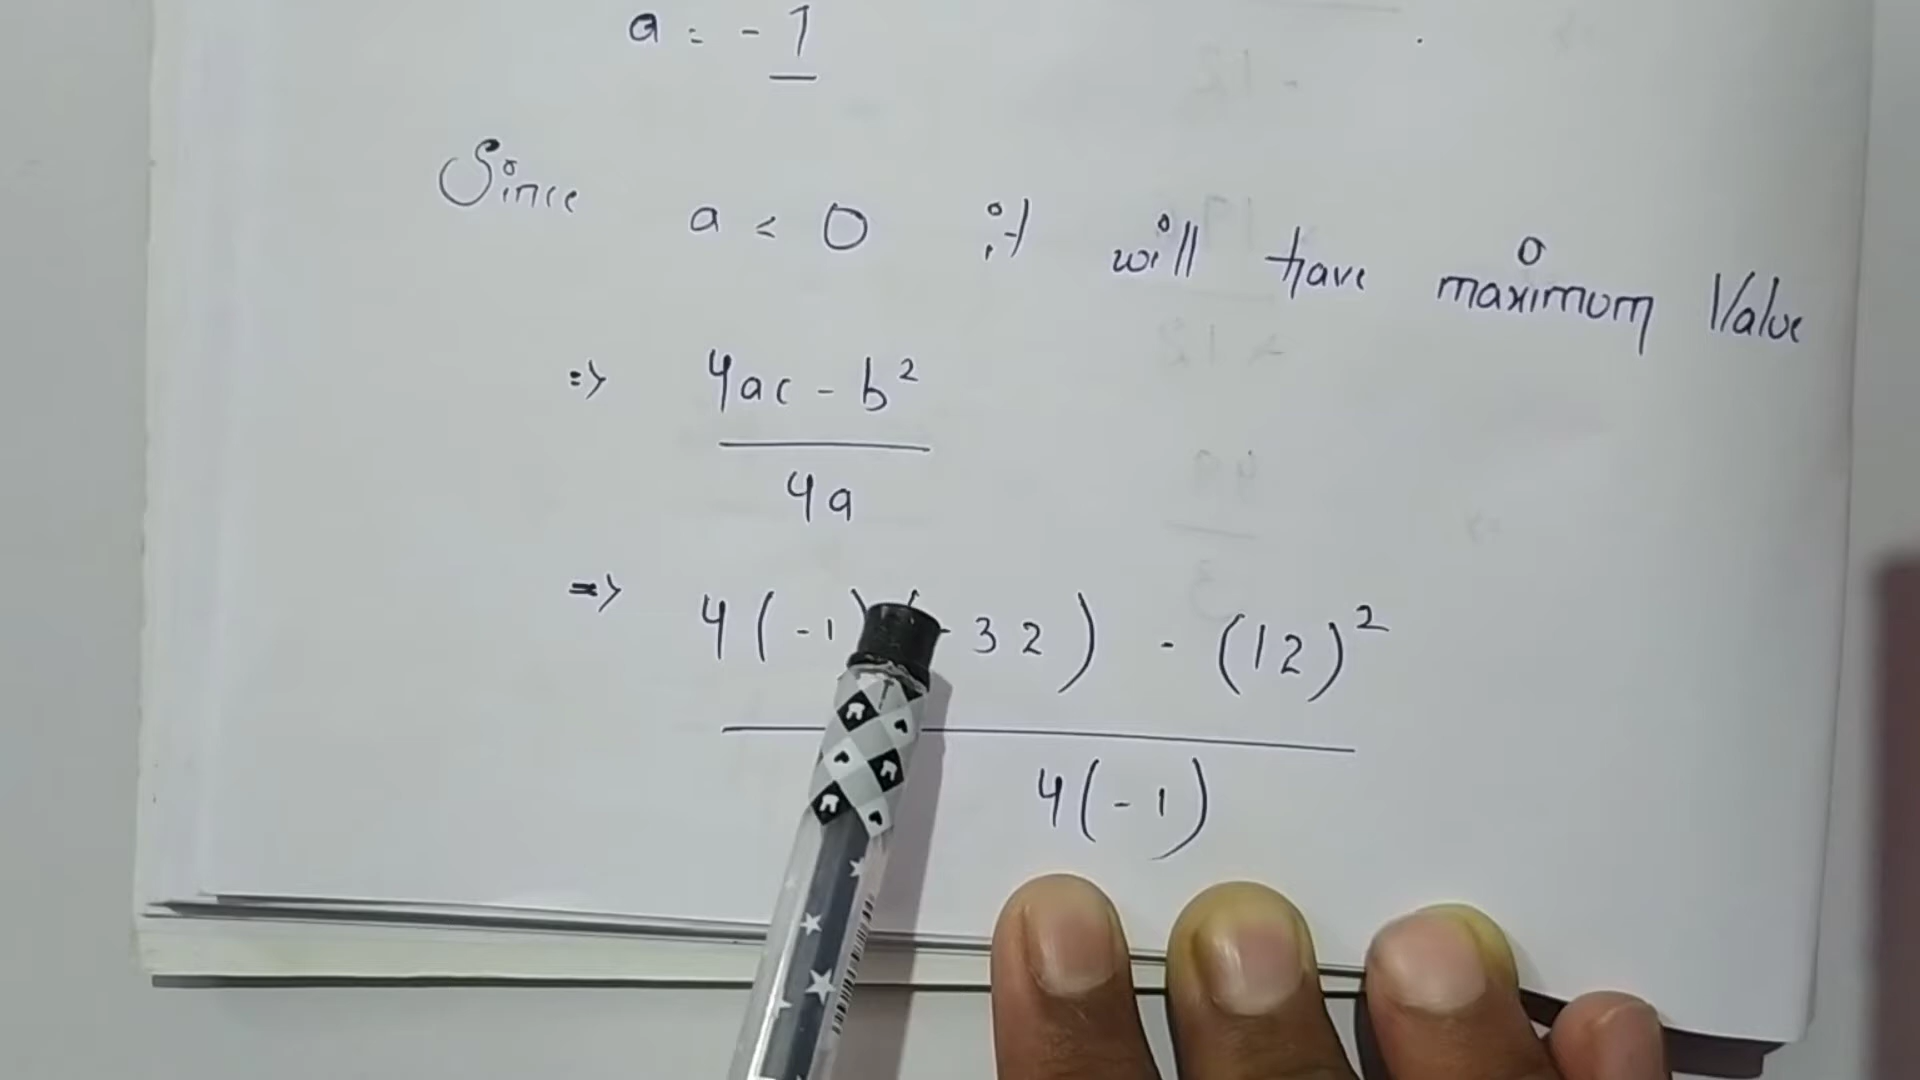 a = -1
Since a < 0 it will have maximum Value
=> 4ac - b²
4a
=> 4(-1)(-32) - (12)²
4(-1)